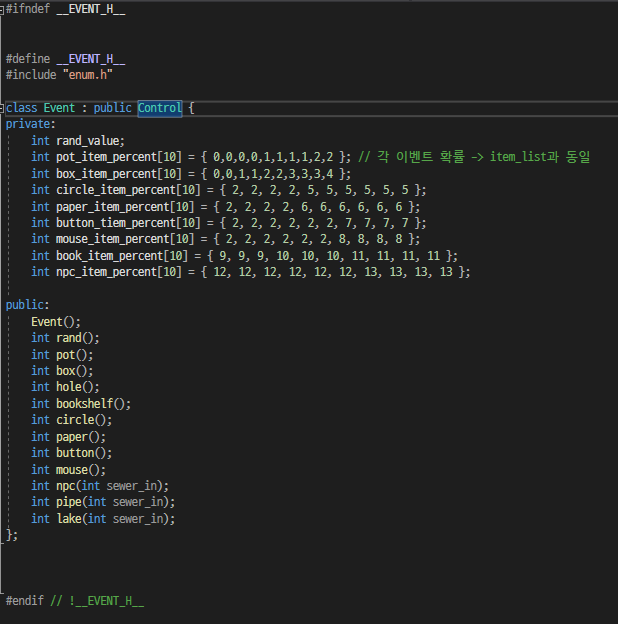 #ifndef __EVENT_H__
#define __EVENT_H__
#include "enum.h"
class Event : public Control {
private:
int rand_value;
int pot_item_percent[10] = { 0,0,0,0,1,1,1,1,2,2 }; // 각 이벤트 확률 -> item_list과 동일
int box_item_percent[10] = { 0,0,1,1,2,2,3,3,3,4 };
int circle_item_percent[10] = { 2, 2, 2, 2, 5, 5, 5, 5, 5, 5 };
int paper_item_percent[10] = { 2, 2, 2, 2, 6, 6, 6, 6, 6, 6 };
int button_tiem_percent[10] = { 2, 2, 2, 2, 2, 2, 7, 7, 7, 7 };
int mouse_item_percent[10] = { 2, 2, 2, 2, 2, 2, 8, 8, 8, 8 };
int book_item_percent[10] = { 9, 9, 9, 10, 10, 10, 11, 11, 11, 11 };
int npc_item_percent[10] = { 12, 12, 12, 12, 12, 12, 13, 13, 13, 13 };
public:
Event();
int rand();
int pot();
int box();
int hole();
int bookshelf();
int circle();
int paper();
int button();
int mouse();
int npc(int sewer_in);
int pipe(int sewer_in);
int lake(int sewer_in);
};
#endif // !__EVENT_H__